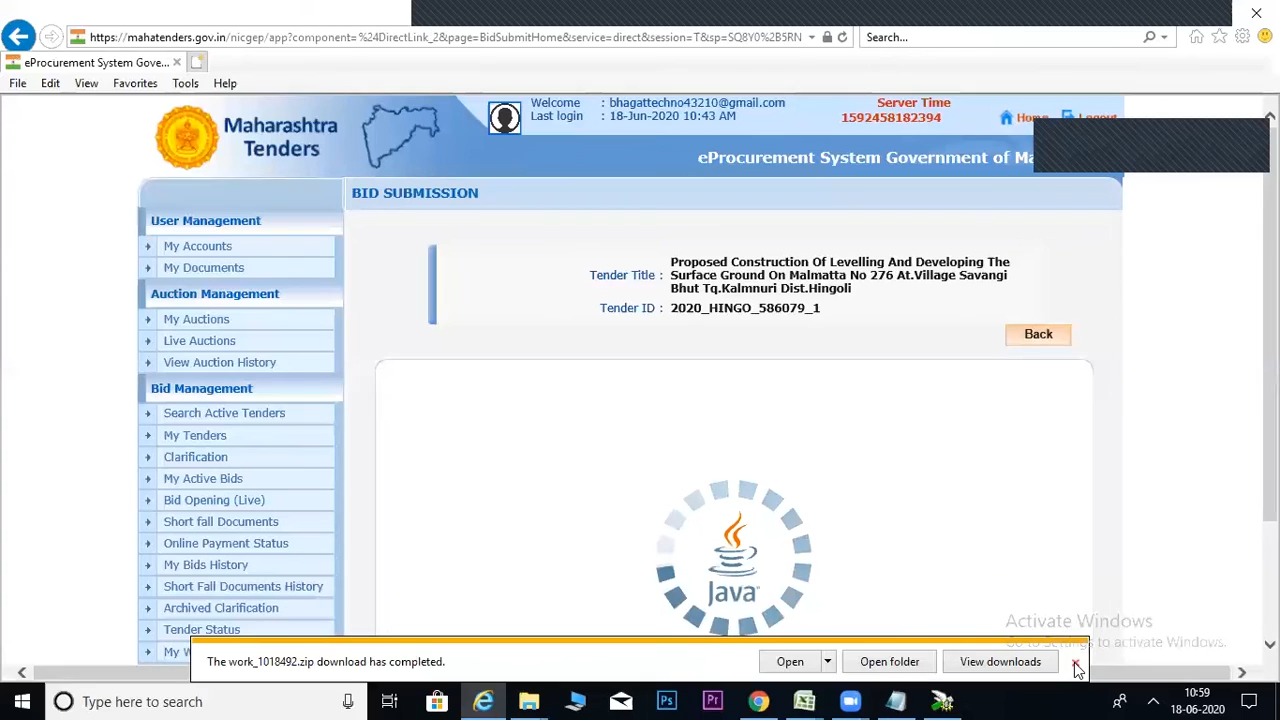 https://mahatenders.gov.in/nicgep/app?component=%24DirectLink_2&page=BidSubmitHome&service=direct&session=T&sp=SQ8Y0%2B5RN
Search...
eProcurement System Gove...
File Edit View Favorites Tools Help
Maharashtra
Tenders
Welcome : bhagattechno43210@gmail.com
Last login : 18-Jun-2020 10:43 AM
Server Time
1592458182394
Home
Logout
eProcurement System Government of
User Management
My Accounts
My Documents
Auction Management
My Auctions
Live Auctions
View Auction History
Bid Management
Search Active Tenders
My Tenders
Clarification
My Active Bids
Bid Opening (Live)
Short fall Documents
Online Payment Status
My Bids History
Short Fall Documents History
Archived Clarification
Tender Status
BID SUBMISSION
Tender Title : Proposed Construction Of Levelling And Developing The
Surface Ground On Malmatta No 276 At.Village Savangi
Bhut Tq.Kalmnuri Dist.Hingoli
Tender ID : 2020_HINGO_586079_1
Back
Java
Activate Windows
Go to Settings to activate Windows.
The work_1018492.zip download has completed.
Open
Open folder
View downloads
Type here to search
Ps
Pr
10:59
18-06-2020